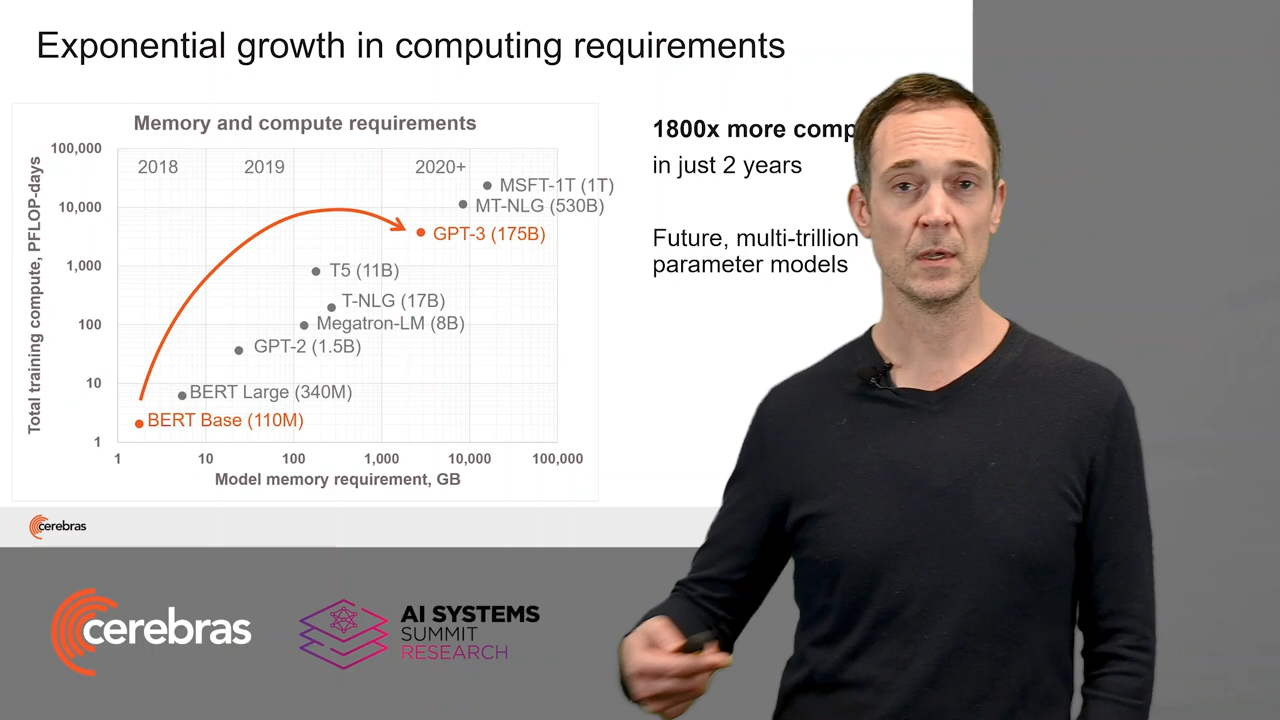 Exponential growth in computing requirements
Memory and compute requirements
Total training compute, PFLOP-days
100,000
10,000
1,000
100
10
1
2018
2019
2020+
MSFT-1T (1T)
MT-NLG (530B)
GPT-3 (175B)
T5 (11B)
T-NLG (17B)
Megatron-LM (8B)
GPT-2 (1.5B)
BERT Large (340M)
BERT Base (110M)
1
10
100
1,000
10,000
100,000
Model memory requirement, GB
1800x more comp
in just 2 years
Future, multi-trillion
parameter models
cerebras
cerebras
AI SYSTEMS
SUMMIT
RESEARCH